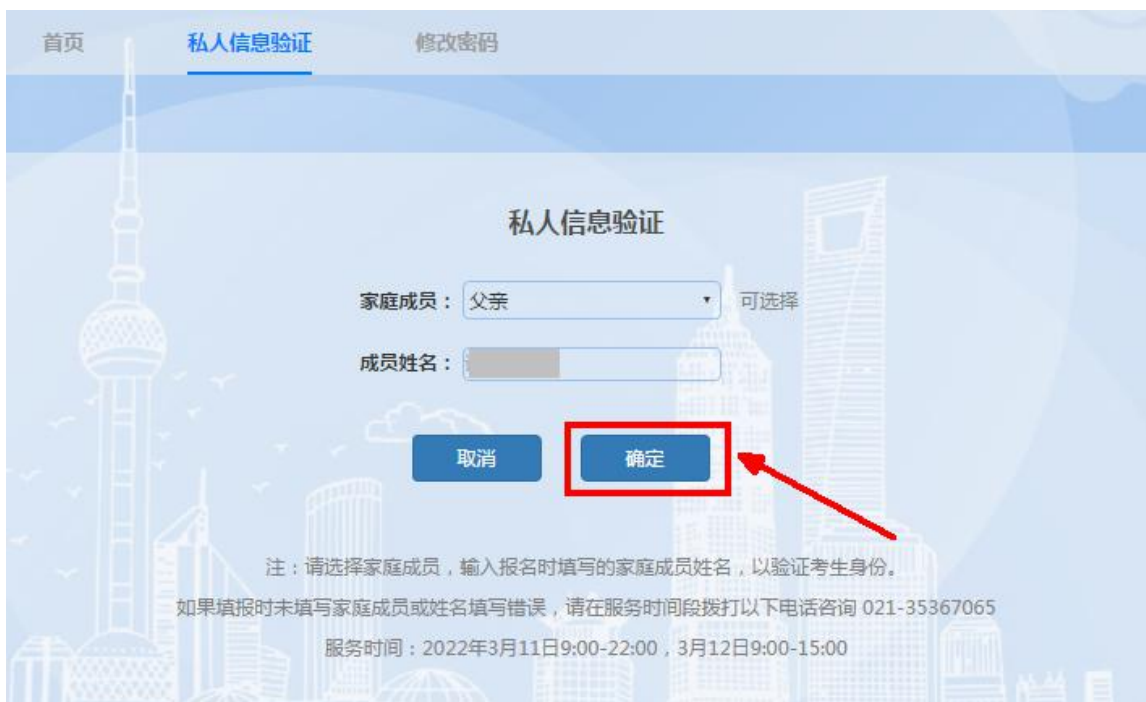 首页 私人信息验证 修改密码
私人信息验证
家庭成员： 父亲 可选择
成员姓名：
取消 确定
注：请选择家庭成员，输入报名时填写的家庭成员姓名，以验证考生身份。
如果填报时未填写家庭成员或姓名填写错误，请在服务时间段拨打以下电话咨询 021-35367065
服务时间：2022年3月11日9:00-22:00，3月12日9:00-15:00